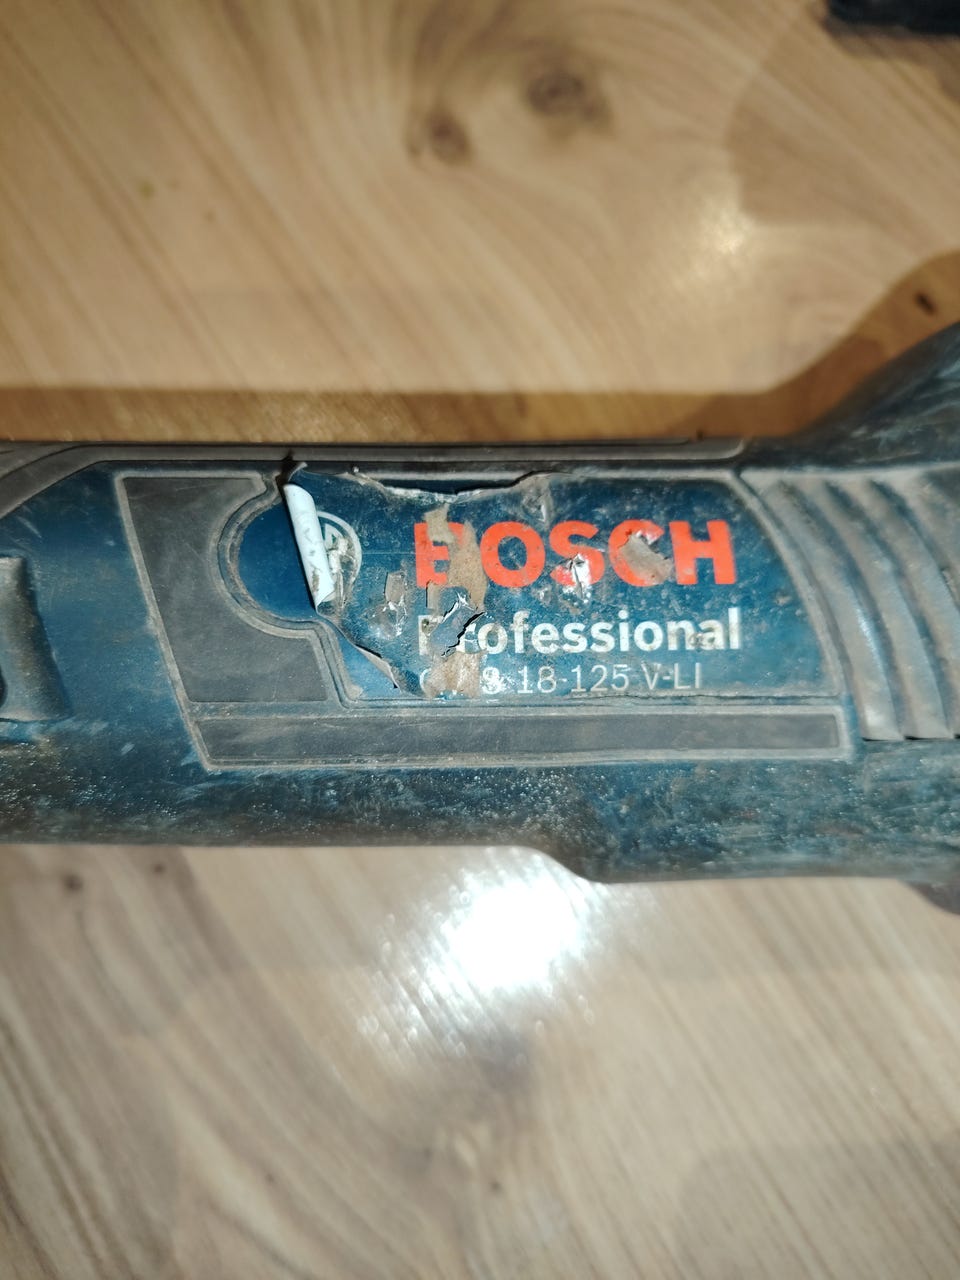 BOSCH
Professional
18-125 V-LI